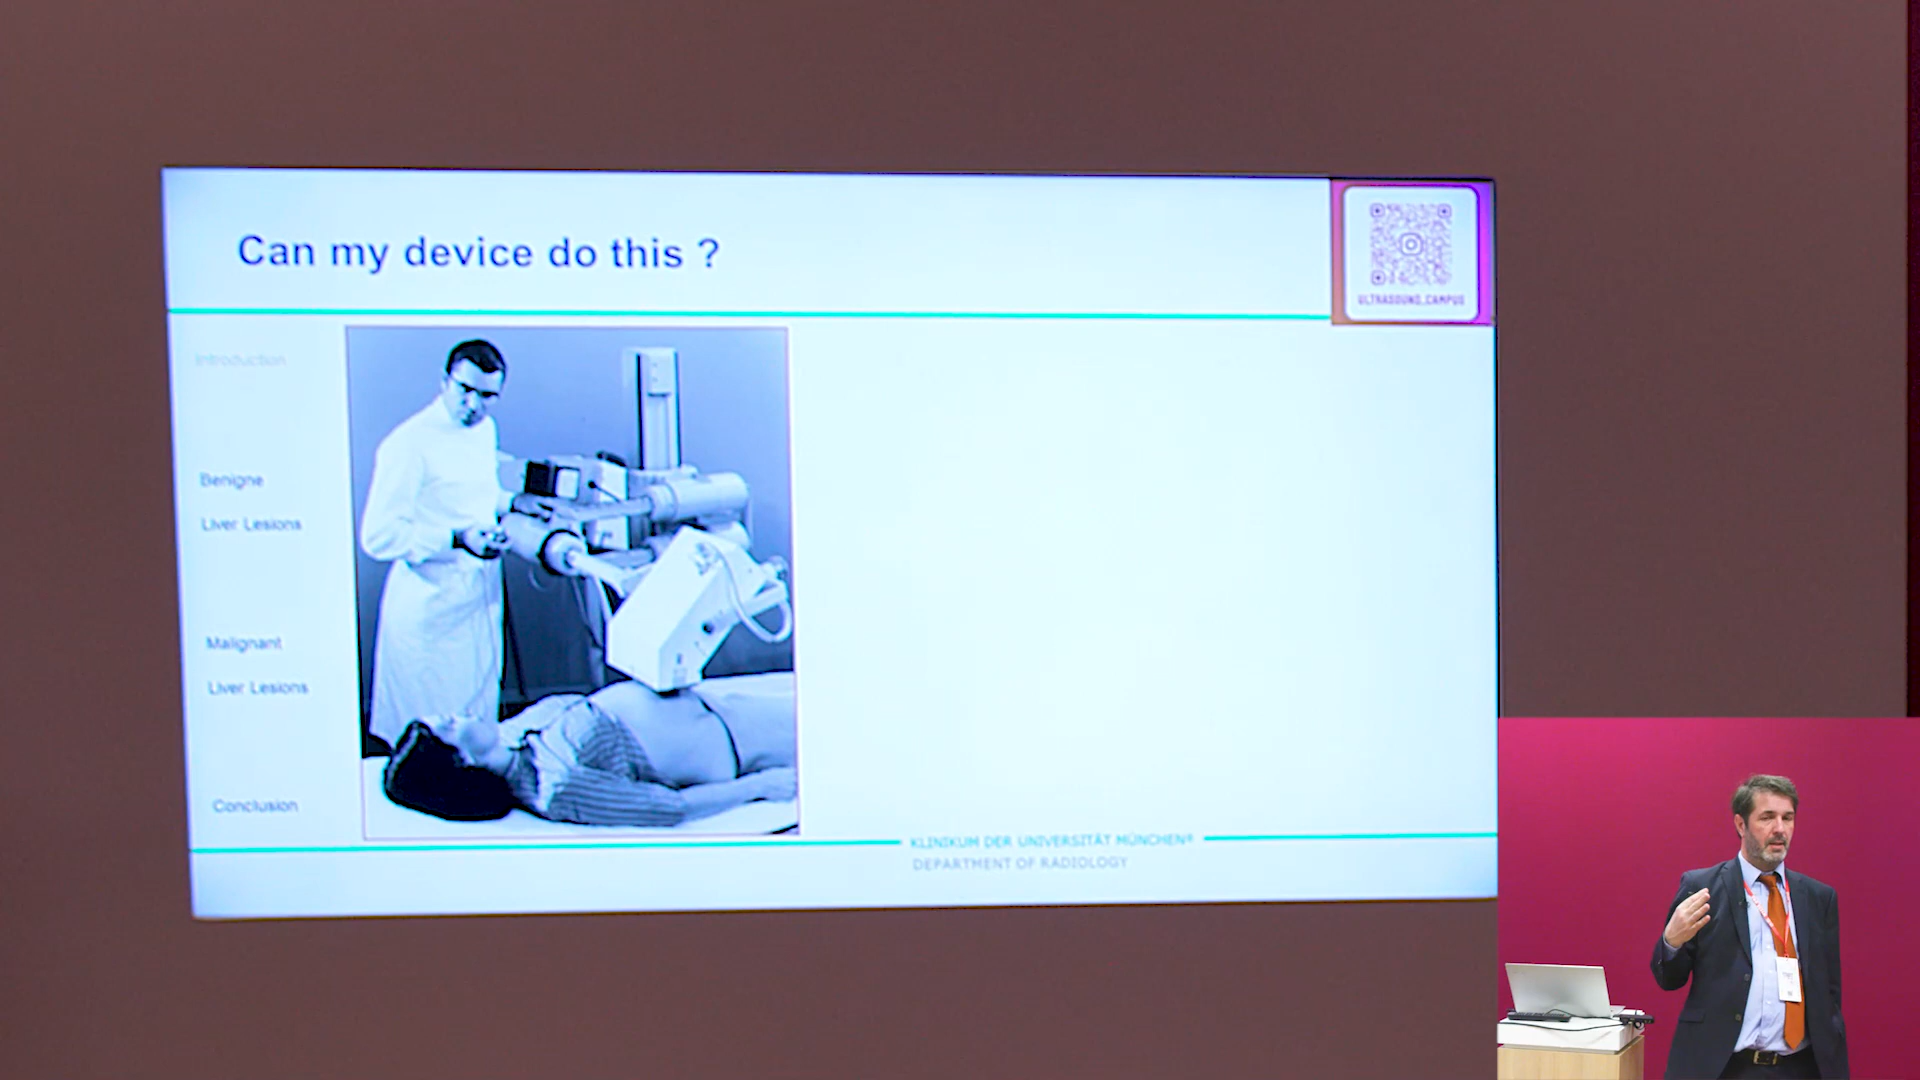 Can my device do this ?
ULTRASOUND_CAMPUS
Introduction
Benigne
Liver Lesions
Malignant
Liver Lesions
Conclusion
KLINIKUM DER UNIVERSITÄT MÜNCHEN®
DEPARTMENT OF RADIOLOGY